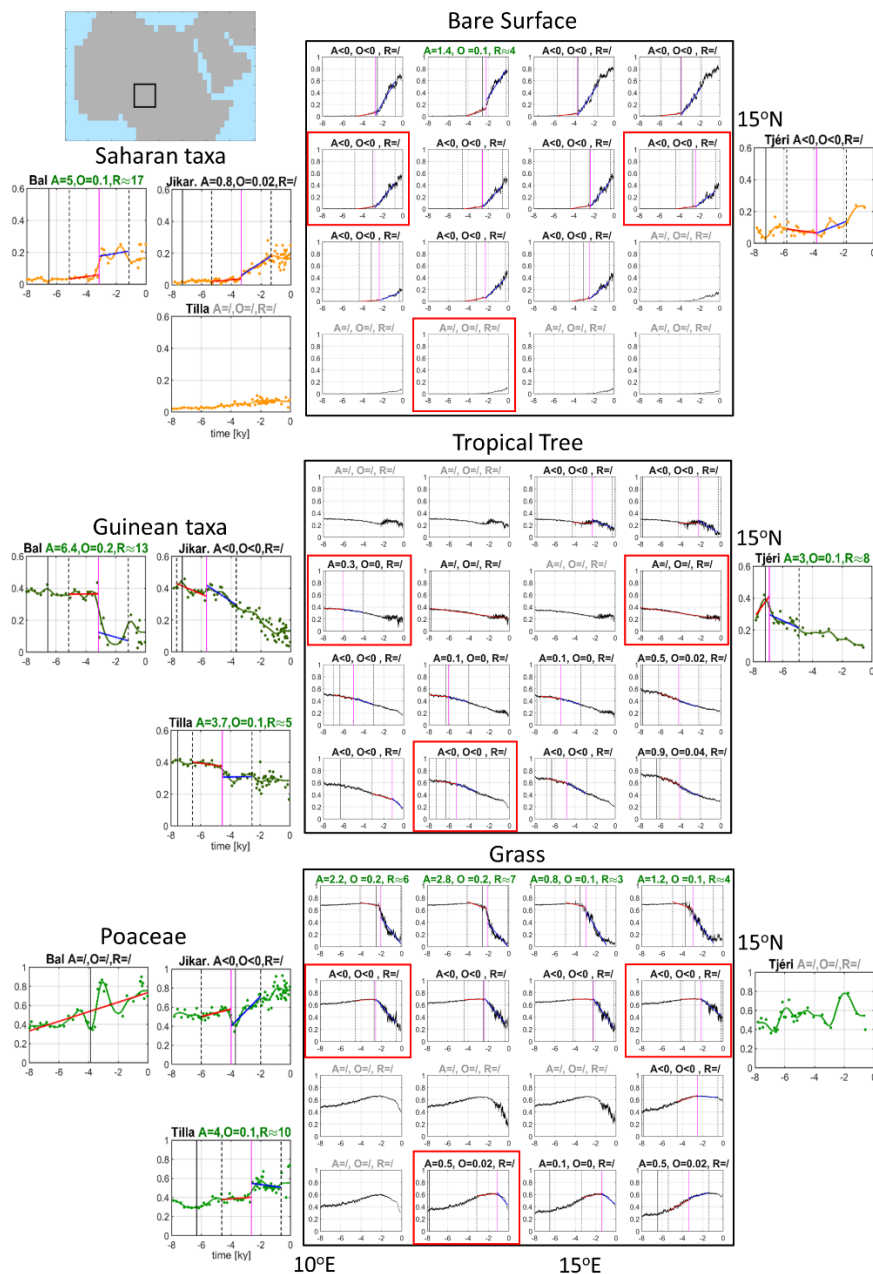 Bare Surface
A<0, O<0 , R=/
A=1.4, O =0.1, R≈4
A<0, O<0 , R=/
A<0, O<0 , R=/
15°N
A<0, O<0 , R=/
A<0, O<0 , R=/
A<0, O<0 , R=/
A<0, O<0 , R=/
Tjéri A<0,O<0,R=/
Saharan taxa
Bal A=5,O=0.1,R≈17
Jikar. A=0.8,O=0.02,R=/
A<0, O<0 , R=/
A<0, O<0 , R=/
A<0, O<0 , R=/
A=/, O=/, R=/
Tilla A=/,O=/,R=/
A=/, O=/, R=/
A=/, O=/, R=/
A=/, O=/, R=/
A=/, O=/, R=/
time [ky]
Tropical Tree
A=/, O=/, R=/
A=/, O=/, R=/
A<0, O<0 , R=/
A<0, O<0 , R=/
Guinean taxa
15°N
Bal A=6.4,O=0.2,R≈13
Jikar. A<0,O<0,R=/
A=0.3, O=0, R=/
A=/, O=/, R=/
A=/, O=/, R=/
A=/, O=/, R=/
Tjéri A=3,O=0.1,R≈8
A<0, O<0 , R=/
A=0.1, O=0, R=/
A=0.1, O=0, R=/
A=0.5, O=0.02, R=/
Tilla A=3.7,O=0.1,R≈5
A<0, O<0 , R=/
A<0, O<0 , R=/
A<0, O<0 , R=/
A=0.9, O=0.04, R=/
time [ky]
Grass
A=2.2, O =0.2, R≈6
A=2.8, O =0.2, R≈7
A=0.8, O =0.1, R≈3
A=1.2, O =0.1, R≈4
Poaceae
15°N
Bal A=/,O=/,R=/
Jikar. A<0,O<0,R=/
A<0, O<0 , R=/
A<0, O<0 , R=/
A<0, O<0 , R=/
A<0, O<0 , R=/
Tjéri A=/,O=/,R=/
A=/, O=/, R=/
A=/, O=/, R=/
A=/, O=/, R=/
A<0, O<0 , R=/
Tilla A=4,O=0.1,R≈10
A=/, O=/, R=/
A=0.5, O=0.02, R=/
A=0.1, O=0, R=/
A=0.5, O=0.02, R=/
time [ky]
10°E
15°E